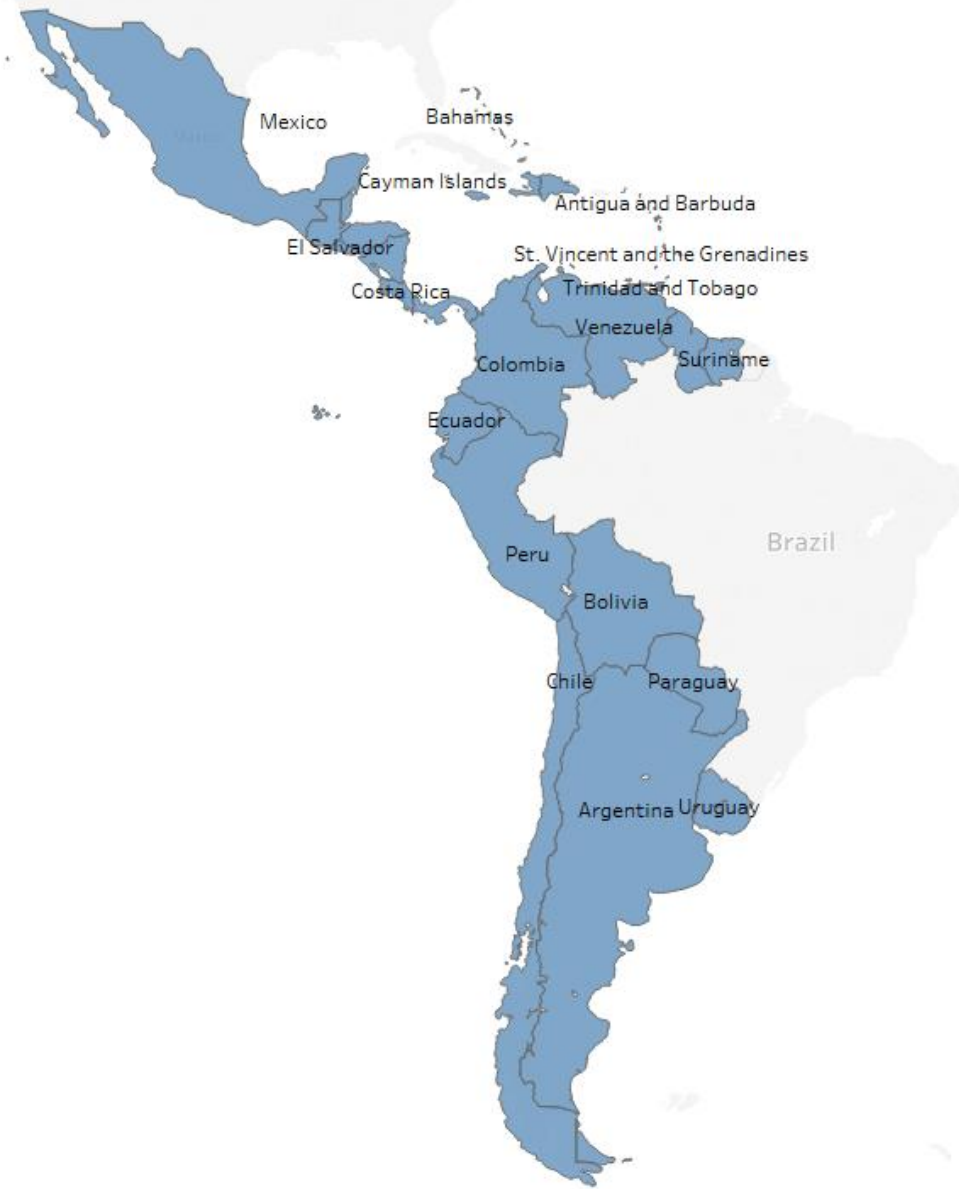 Mexico
Bahamas
Cayman Islands
Antigua and Barbuda
El Salvador
St. Vincent and the Grenadines
Costa Rica
Trinidad and Tobago
Venezuela
Colombia
Suriname
Ecuador
Brazil
Peru
Bolivia
Chile
Paraguay
Argentina
Uruguay